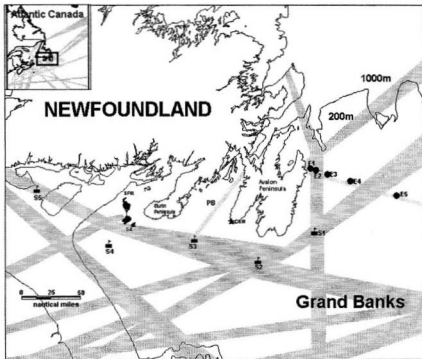 Atlantic Canada
1000m
NEWFOUNDLAND
200m
E1
E2
E3
Avalon
Peninsula
E4
SPR
Burin
Peninsula
PB
E5
S5
S1
S4
S3
S2
Grand Banks
0 25 50
nautical miles